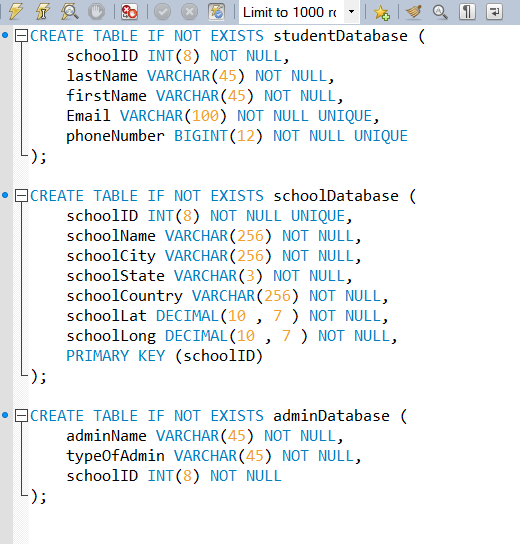 Limit to 1000 rc
CREATE TABLE IF NOT EXISTS studentDatabase (
schoolID INT(8) NOT NULL,
lastName VARCHAR(45) NOT NULL,
firstName VARCHAR(45) NOT NULL,
Email VARCHAR(100) NOT NULL UNIQUE,
phoneNumber BIGINT(12) NOT NULL UNIQUE
);
CREATE TABLE IF NOT EXISTS schoolDatabase (
schoolID INT(8) NOT NULL UNIQUE,
schoolName VARCHAR(256) NOT NULL,
schoolCity VARCHAR(256) NOT NULL,
schoolState VARCHAR(3) NOT NULL,
schoolCountry VARCHAR(256) NOT NULL,
schoolLat DECIMAL(10 , 7 ) NOT NULL,
schoolLong DECIMAL(10 , 7 ) NOT NULL,
PRIMARY KEY (schoolID)
);
CREATE TABLE IF NOT EXISTS adminDatabase (
adminName VARCHAR(45) NOT NULL,
typeOfAdmin VARCHAR(45) NOT NULL,
schoolID INT(8) NOT NULL
);